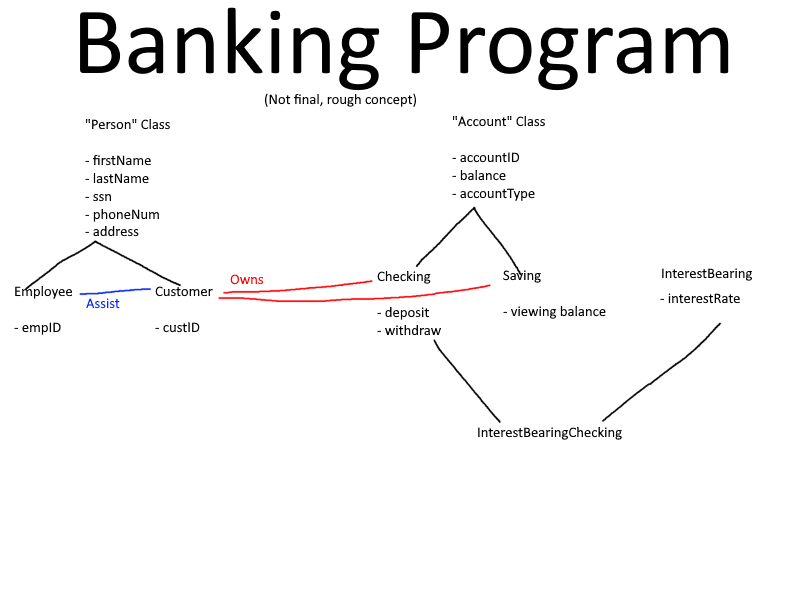 Banking Program
(Not final, rough concept)
"Person" Class
- firstName
- lastName
- ssn
- phoneNum
- address
"Account" Class
- accountID
- balance
- accountType
Employee
- empID
Assist
Customer
- custID
Owns
Checking
- deposit
- withdraw
Saving
- viewing balance
InterestBearing
- interestRate
InterestBearingChecking